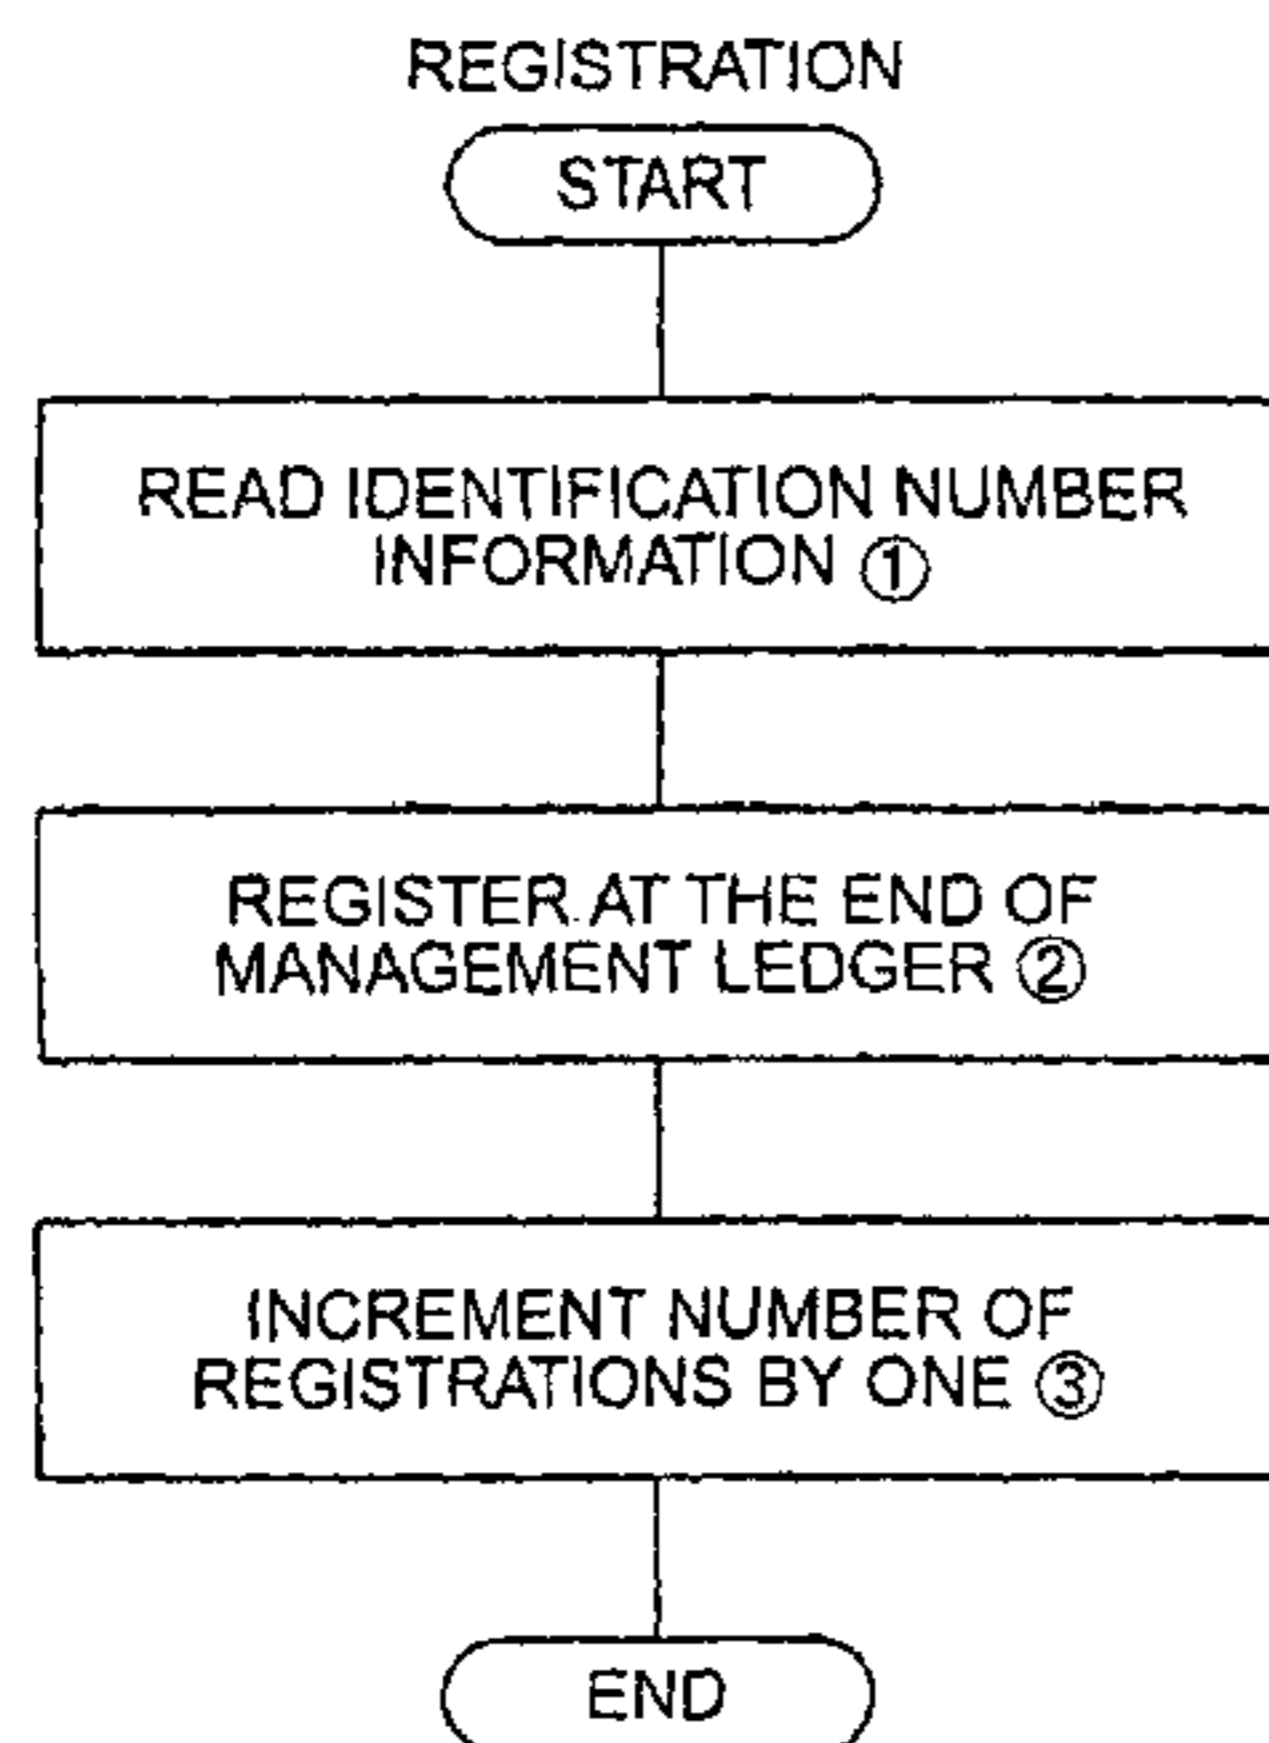 REGISTRATION
START
READ IDENTIFICATION NUMBER
INFORMATION ①
REGISTER AT THE END OF
MANAGEMENT LEDGER ②
INCREMENT NUMBER OF
REGISTRATIONS BY ONE ③
END